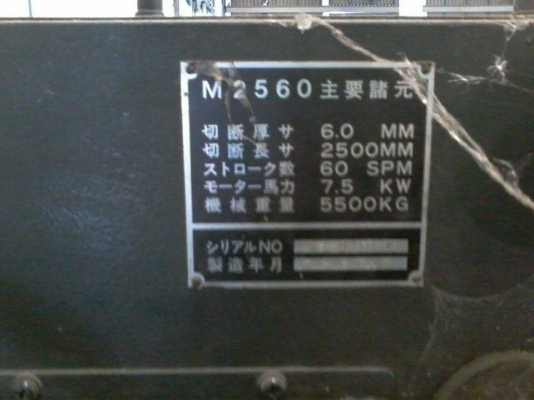 M2560主要諸元
切断厚サ 6.0 MM
切断長サ 2500MM
ストローク数 60 SPM
モーター馬力 7.5 KW
機械重量 5500KG
シリアルNO
製造年月